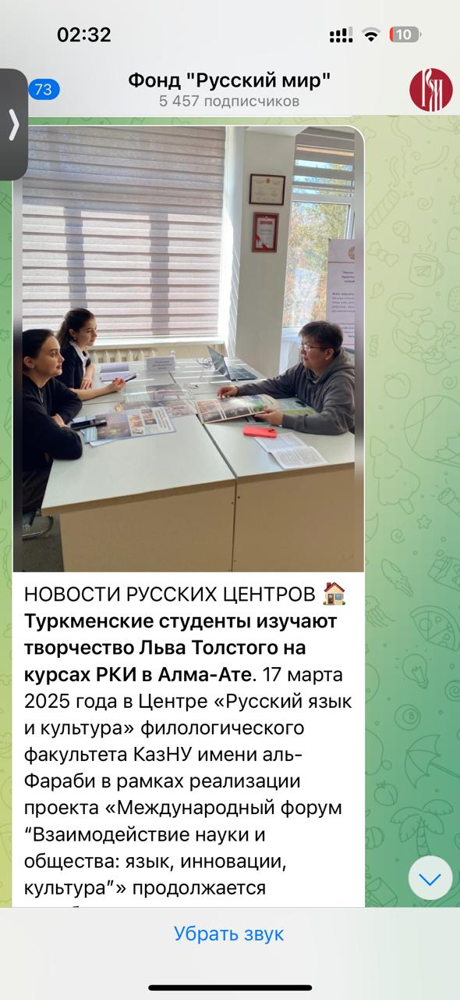 02:32
10
73
Фонд "Русский мир"
5 457 подписчиков
НОВОСТИ РУССКИХ ЦЕНТРОВ 🏠
Туркменские студенты изучают
творчество Льва Толстого на
курсах РКИ в Алма-Ате. 17 марта
2025 года в Центре «Русский язык
и культура» филологического
факультета КазНУ имени аль-
Фараби в рамках реализации
проекта «Международный форум
“Взаимодействие науки и
общества: язык, инновации,
культура”» продолжается
Убрать звук